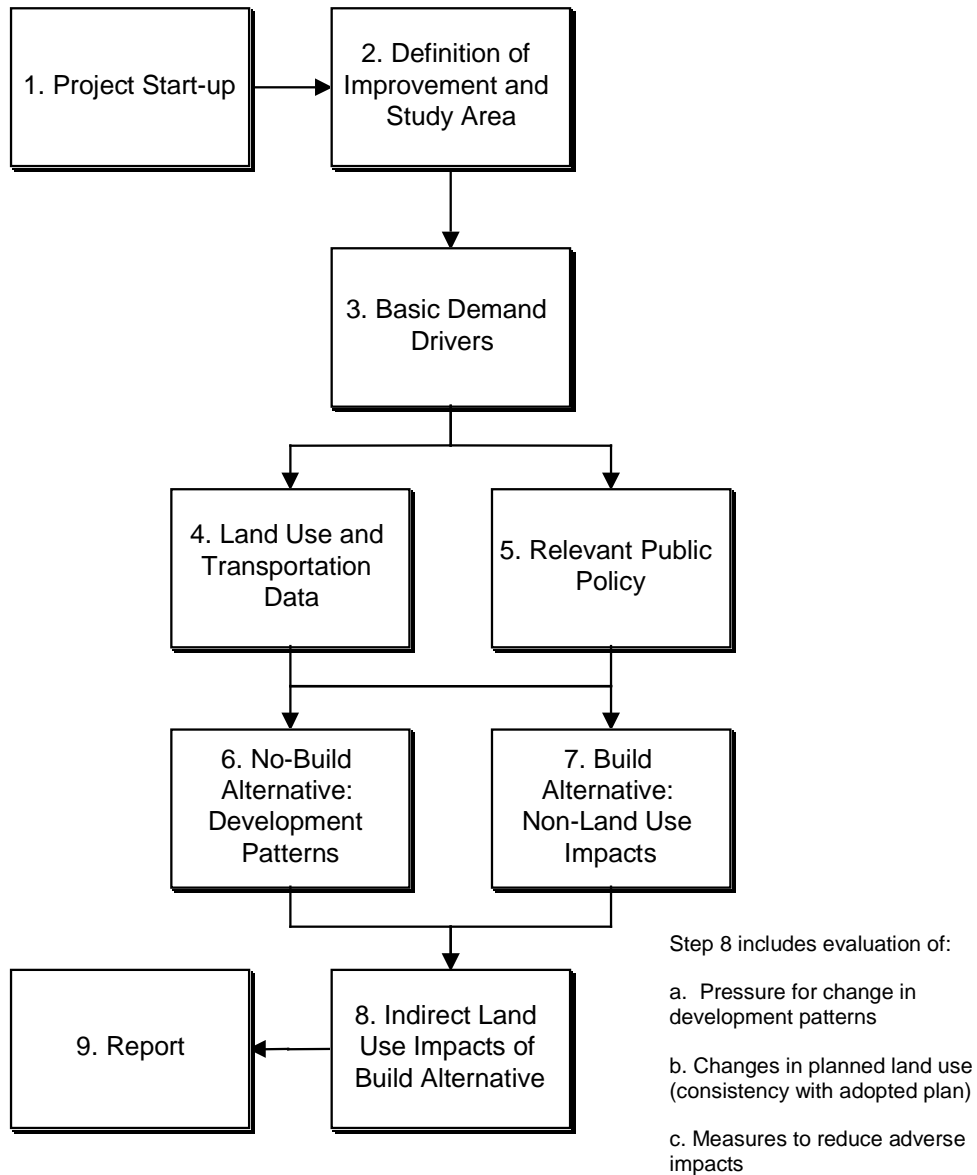 1. Project Start-up
2. Definition of
Improvement and
Study Area
3. Basic Demand
Drivers
4. Land Use and
Transportation
Data
5. Relevant Public
Policy
6. No-Build
Alternative:
Development
Patterns
7. Build
Alternative:
Non-Land Use
Impacts
8. Indirect Land
Use Impacts of
Build Alternative
9. Report
Step 8 includes evaluation of:
a. Pressure for change in
development patterns
b. Changes in planned land use
(consistency with adopted plan)
c. Measures to reduce adverse
impacts